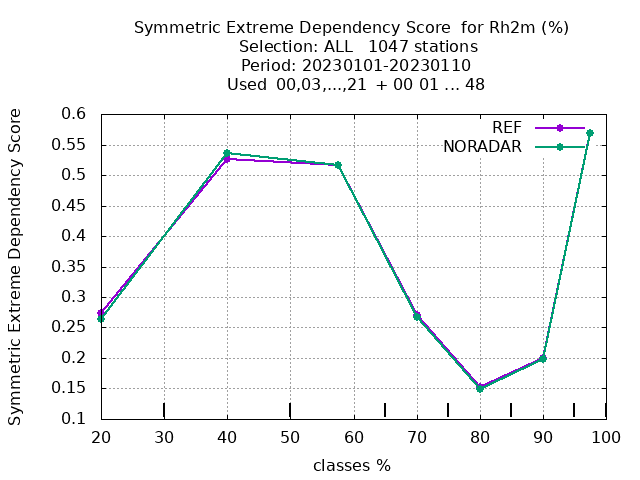 Symmetric Extreme Dependency Score  for Rh2m (%)
Selection: ALL   1047 stations
Period: 20230101-20230110
Used  00,03,...,21  + 00 01 ... 48
REF
NORADAR
Symmetric Extreme Dependency Score
0.6
0.55
0.5
0.45
0.4
0.35
0.3
0.25
0.2
0.15
0.1
20 30 40 50 60 70 80 90 100
classes %